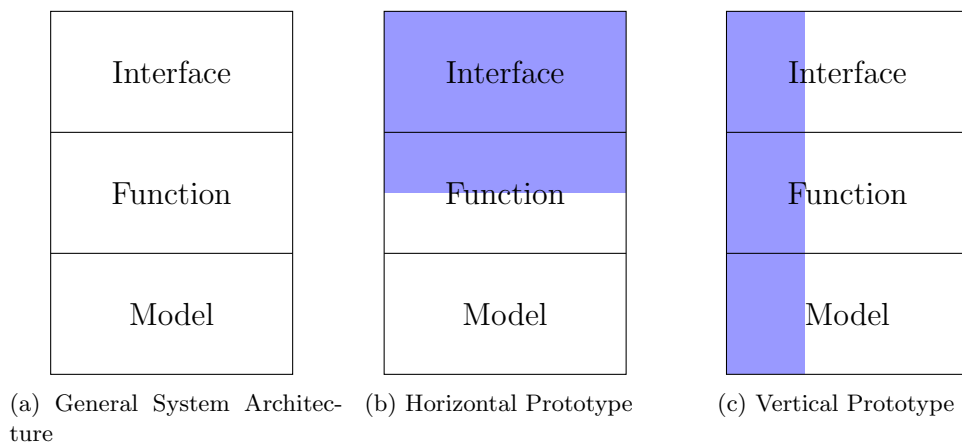 Interface
Function
Model
Interface
Function
Model
Interface
Function
Model
(a) General System Architec-
ture
(b) Horizontal Prototype
(c) Vertical Prototype